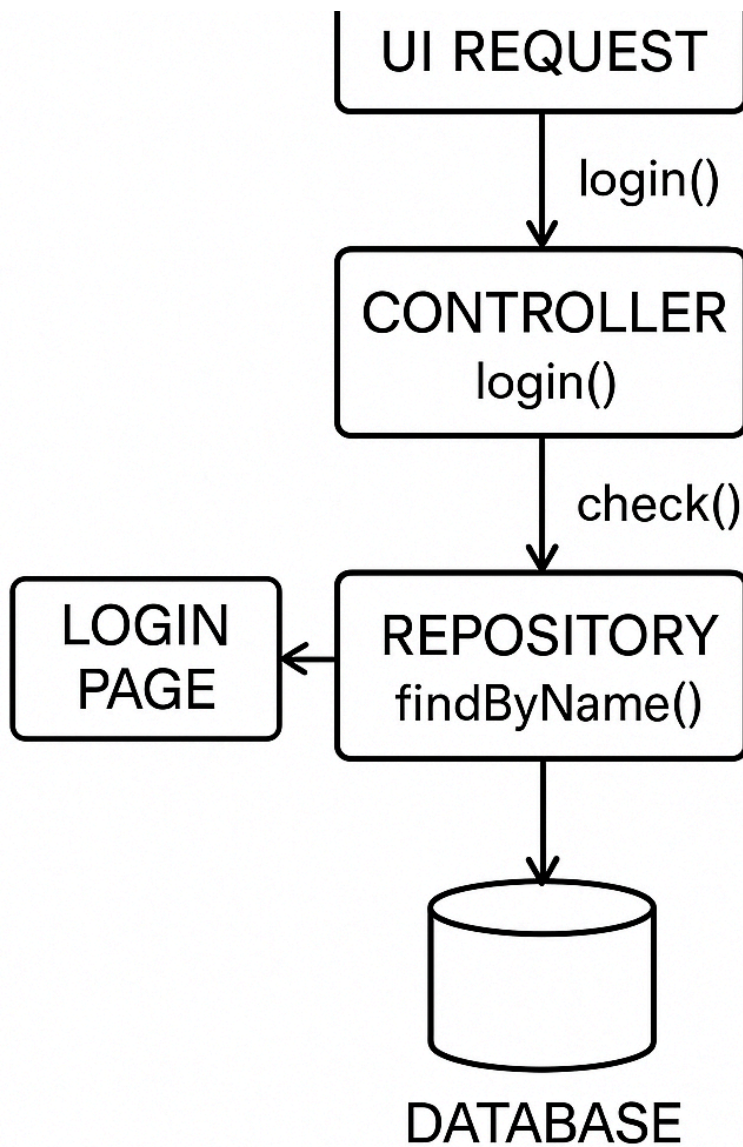 UI REQUEST
login()
CONTROLLER
login()
check()
LOGIN
PAGE
REPOSITORY
findByName()
DATABASE